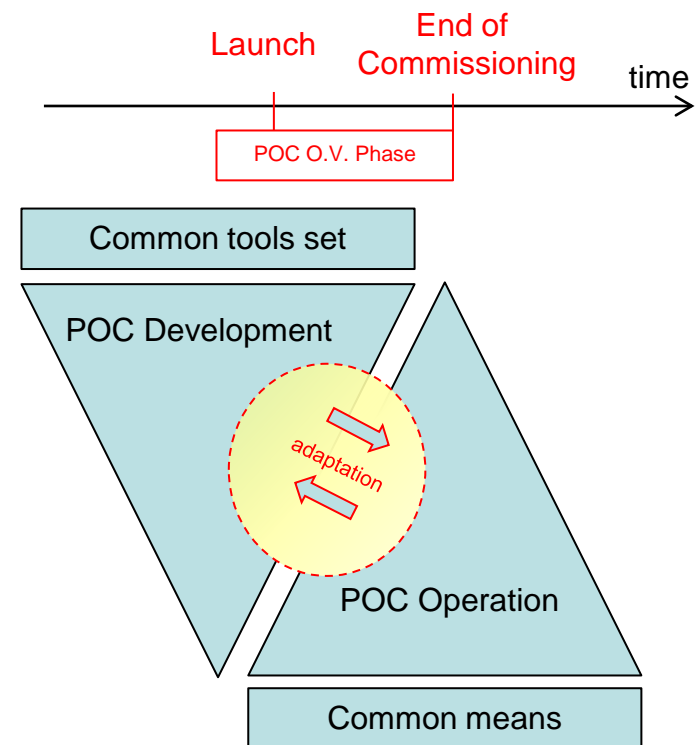 Launch
End of
Commissioning
time
POC O.V. Phase
Common tools set
POC Development
adaptation
POC Operation
Common means